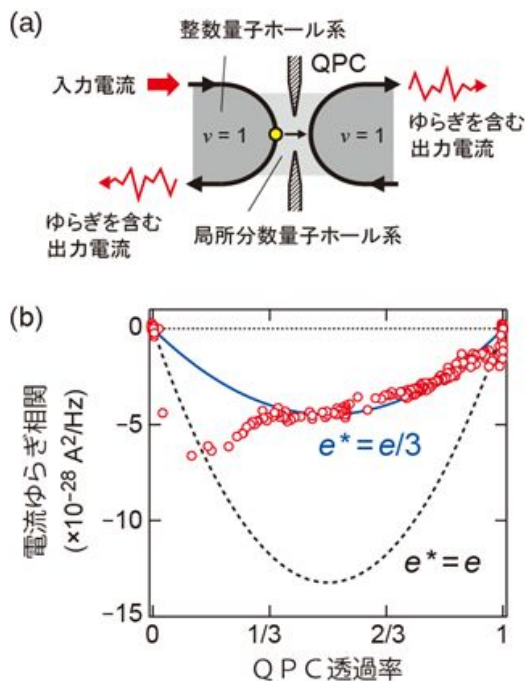 (a)
整数量子ホール系
QPC
入力電流
ν = 1
ν = 1
ゆらぎを含む
出力電流
ゆらぎを含む
出力電流
局所分数量子ホール系
(b)
0
−5
−10
−15
電流ゆらぎ相関
(×10⁻²⁸ A²/Hz)
e* = e/3
e* = e
0
1/3
2/3
1
QPC透過率